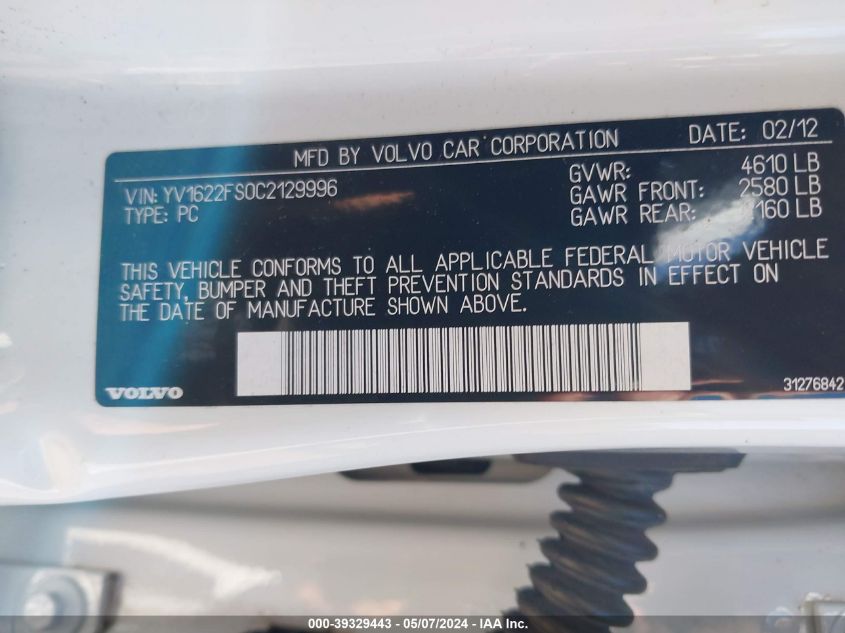 MFD BY VOLVO CAR CORPORATION DATE: 02/12
VIN: YV1622FS0C2129996 GVWR: 4610 LB
TYPE: PC GAWR FRONT: 2580 LB
GAWR REAR: 160 LB
THIS VEHICLE CONFORMS TO ALL APPLICABLE FEDERAL MOTOR VEHICLE
SAFETY, BUMPER AND THEFT PREVENTION STANDARDS IN EFFECT ON
THE DATE OF MANUFACTURE SHOWN ABOVE.
VOLVO 31276842
000-39329443 - 05/07/2024 - IAA Inc.